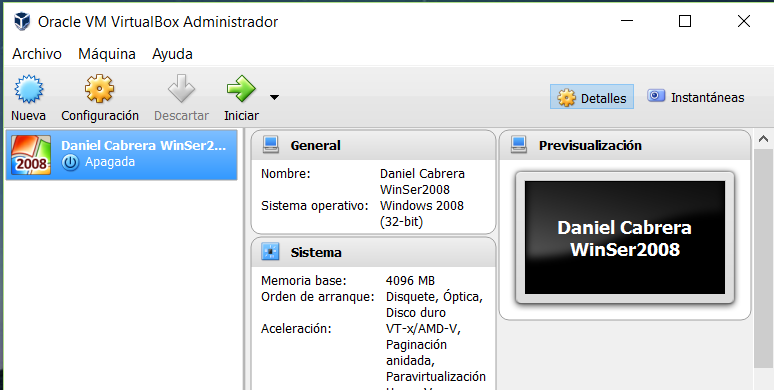 Oracle VM VirtualBox Administrador
Archivo Máquina Ayuda
Nueva Configuración Descartar Iniciar
Detalles Instantáneas
Daniel Cabrera WinSer2...
2008
Apagada
General
Nombre: Daniel Cabrera
WinSer2008
Sistema operativo: Windows 2008
(32-bit)
Sistema
Memoria base: 4096 MB
Orden de arranque: Disquete, Óptica,
Disco duro
Aceleración: VT-x/AMD-V,
Paginación
anidada,
Paravirtualización
Previsualización
Daniel Cabrera
WinSer2008